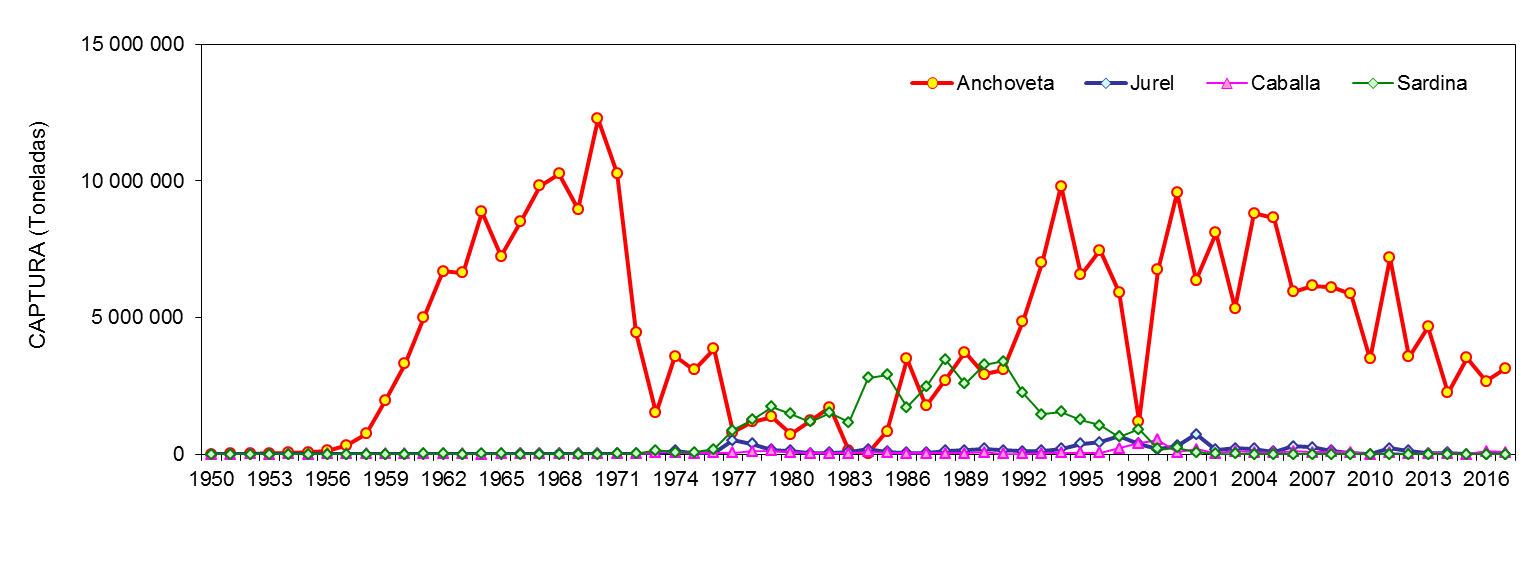 15 000 000
Anchoveta Jurel Caballa Sardina
10 000 000
CAPTURA (Toneladas)
5 000 000
0
1950 1953 1956 1959 1962 1965 1968 1971 1974 1977 1980 1983 1986 1989 1992 1995 1998 2001 2004 2007 2010 2013 2016